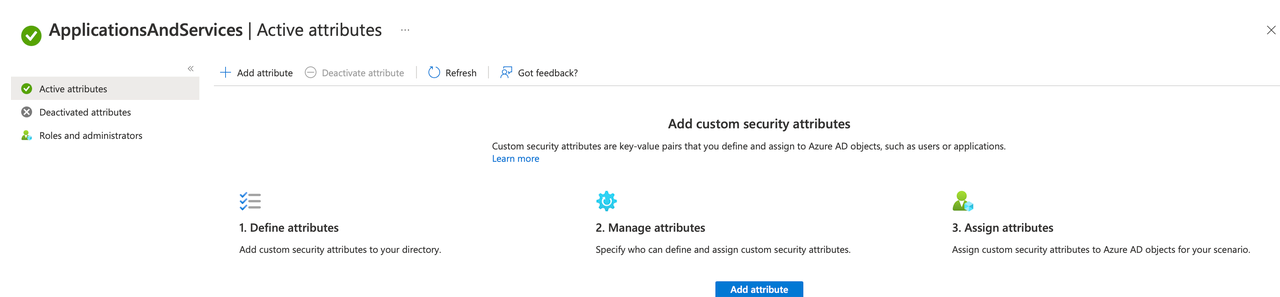 ApplicationsAndServices | Active attributes ...
Add attribute Deactivate attribute Refresh Got feedback?
Active attributes
Deactivated attributes
Roles and administrators
Add custom security attributes
Custom security attributes are key-value pairs that you define and assign to Azure AD objects, such as users or applications.
Learn more
1. Define attributes
Add custom security attributes to your directory.
2. Manage attributes
Specify who can define and assign custom security attributes.
3. Assign attributes
Assign custom security attributes to Azure AD objects for your scenario.
Add attribute